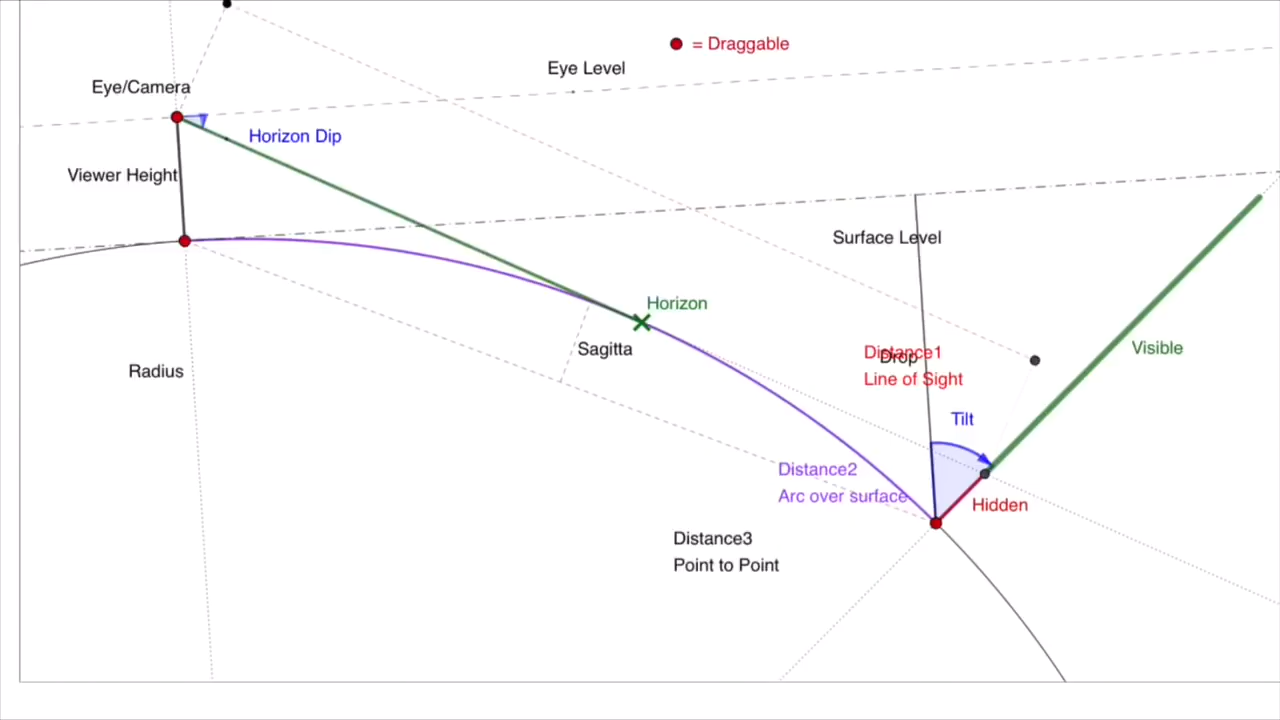 = Draggable
Eye Level
Eye/Camera
Horizon Dip
Viewer Height
Surface Level
Horizon
Sagitta
Visible
Distance1
Drop
Line of Sight
Radius
Tilt
Distance2
Arc over surface
Hidden
Distance3
Point to Point